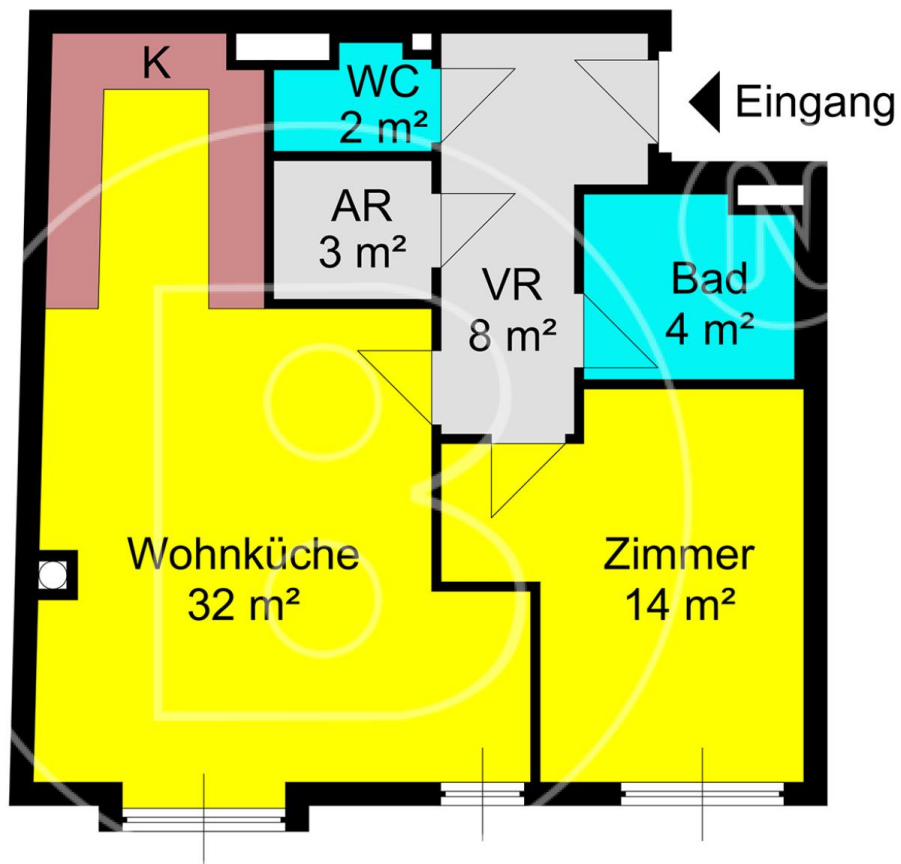 K
WC
2 m²
Eingang
AR
3 m²
VR
8 m²
Bad
4 m²
Wohnküche
32 m²
Zimmer
14 m²